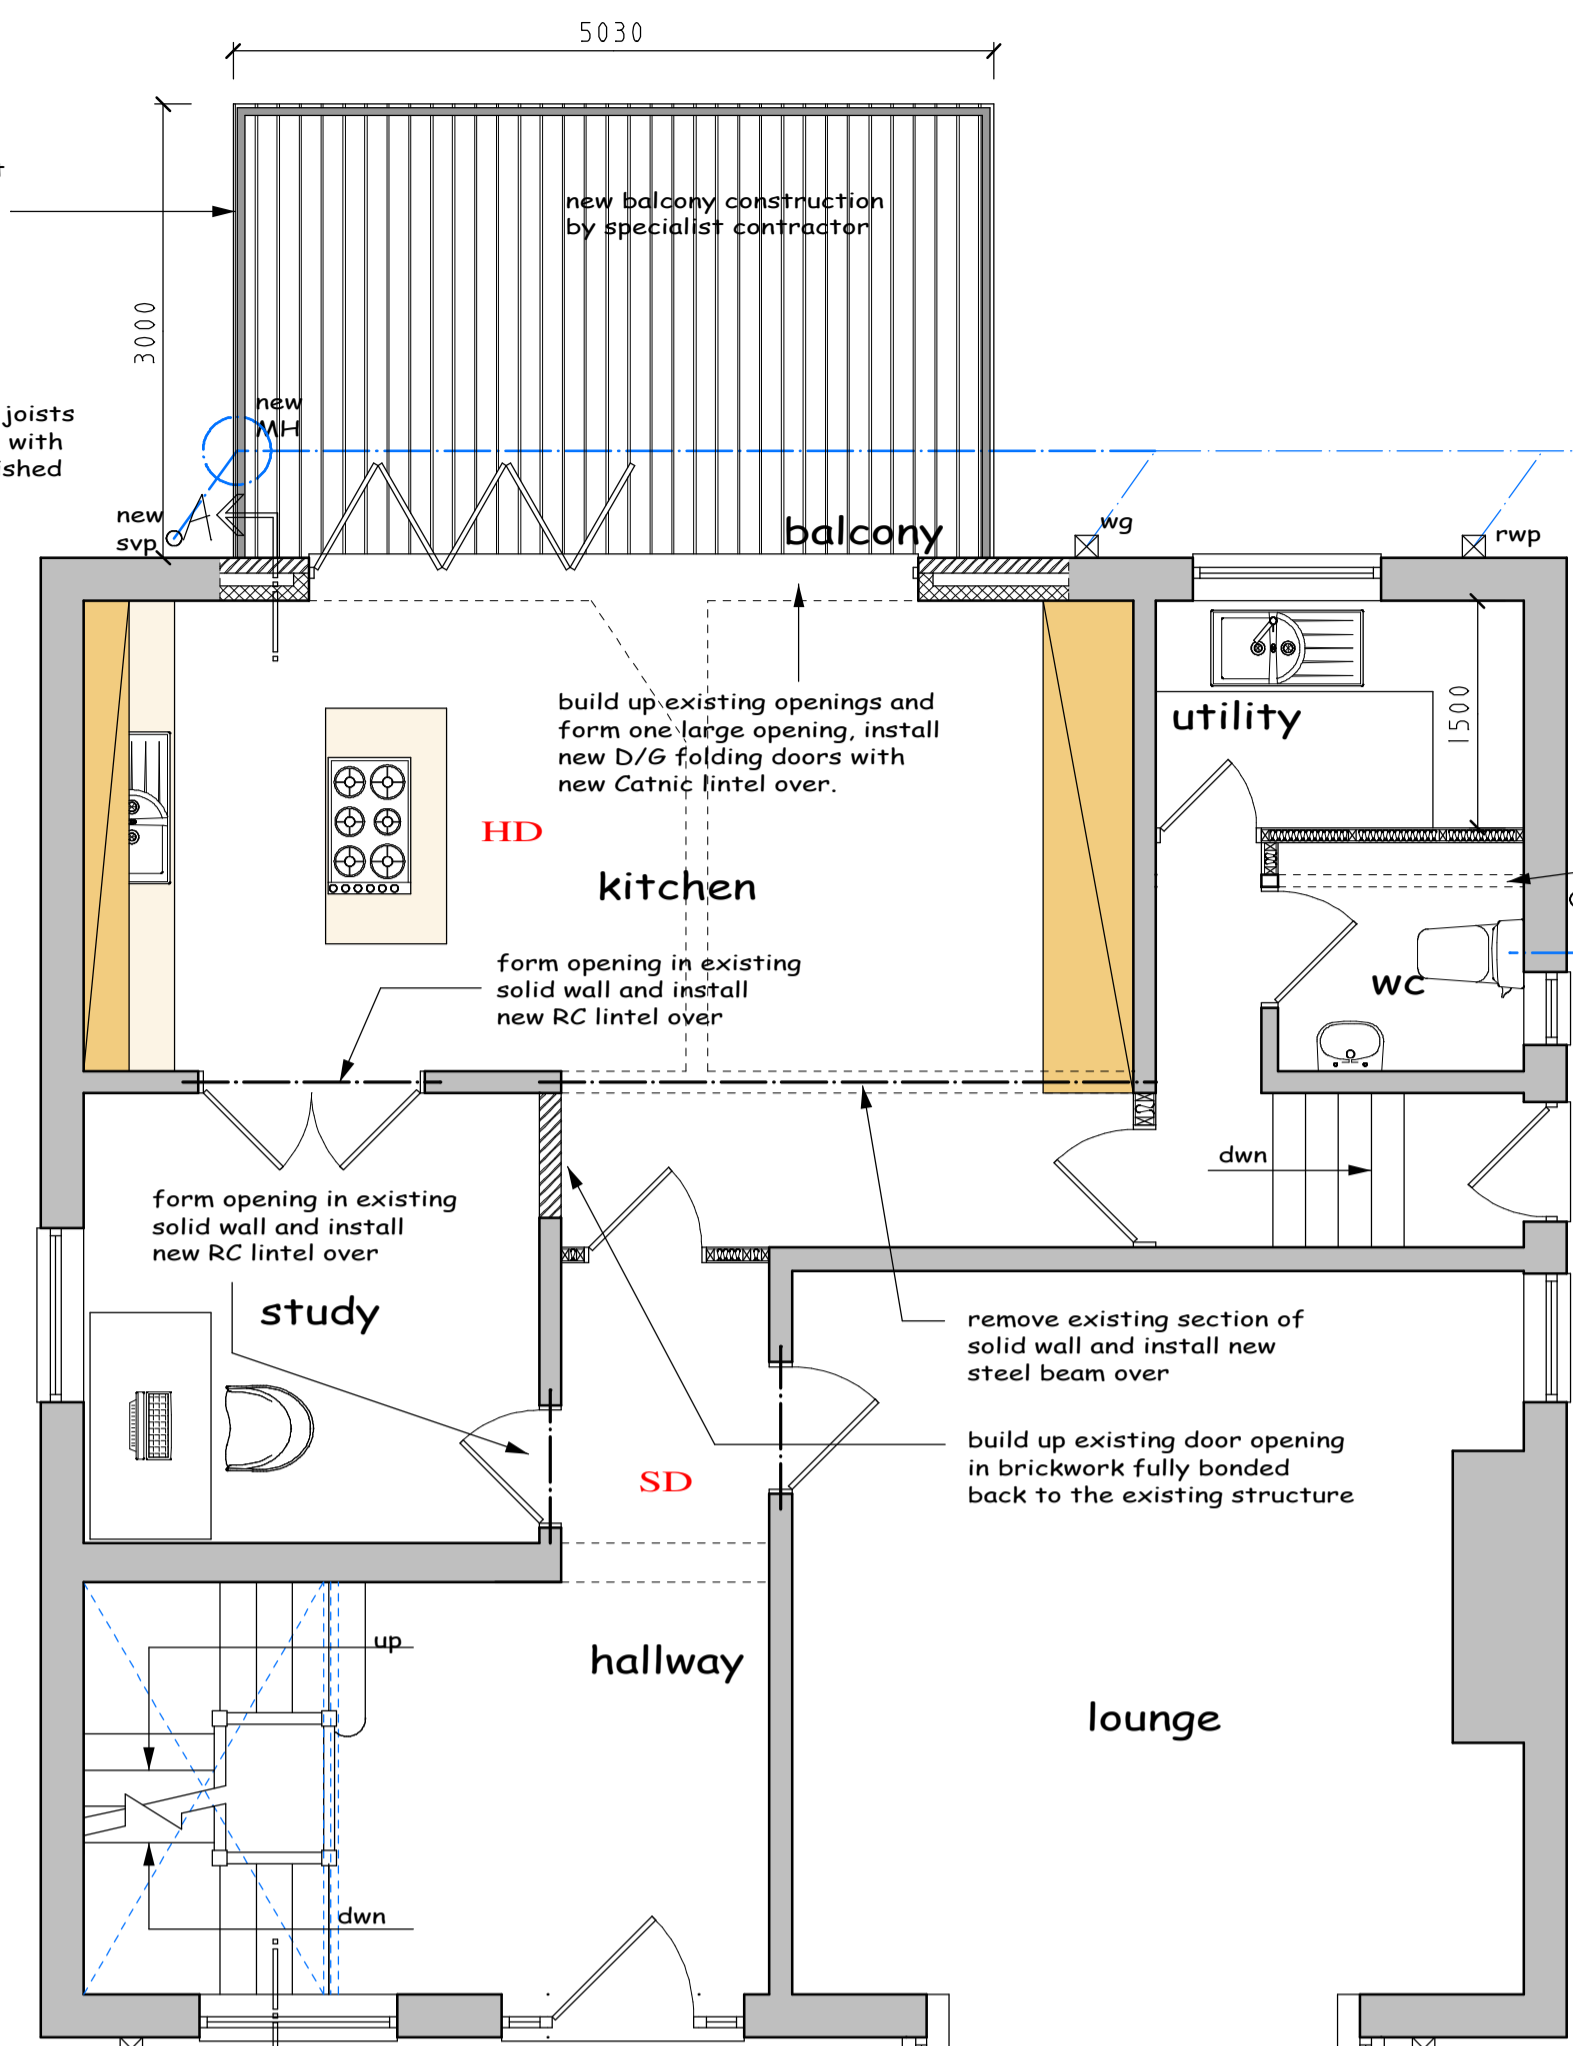 5030
new balcony construction
by specialist contractor
3000
joists
with
new
MH
new
svp
A
balcony
wg
rwp
build up existing openings and
form one large opening, install
new D/G folding doors with
new Catnic lintel over.
utility
1500
HD
kitchen
form opening in existing
solid wall and install
new RC lintel over
wc
dwn
form opening in existing
solid wall and install
new RC lintel over
study
remove existing section of
solid wall and install new
steel beam over
build up existing door opening
in brickwork fully bonded
back to the existing structure
SD
up
hallway
lounge
dwn